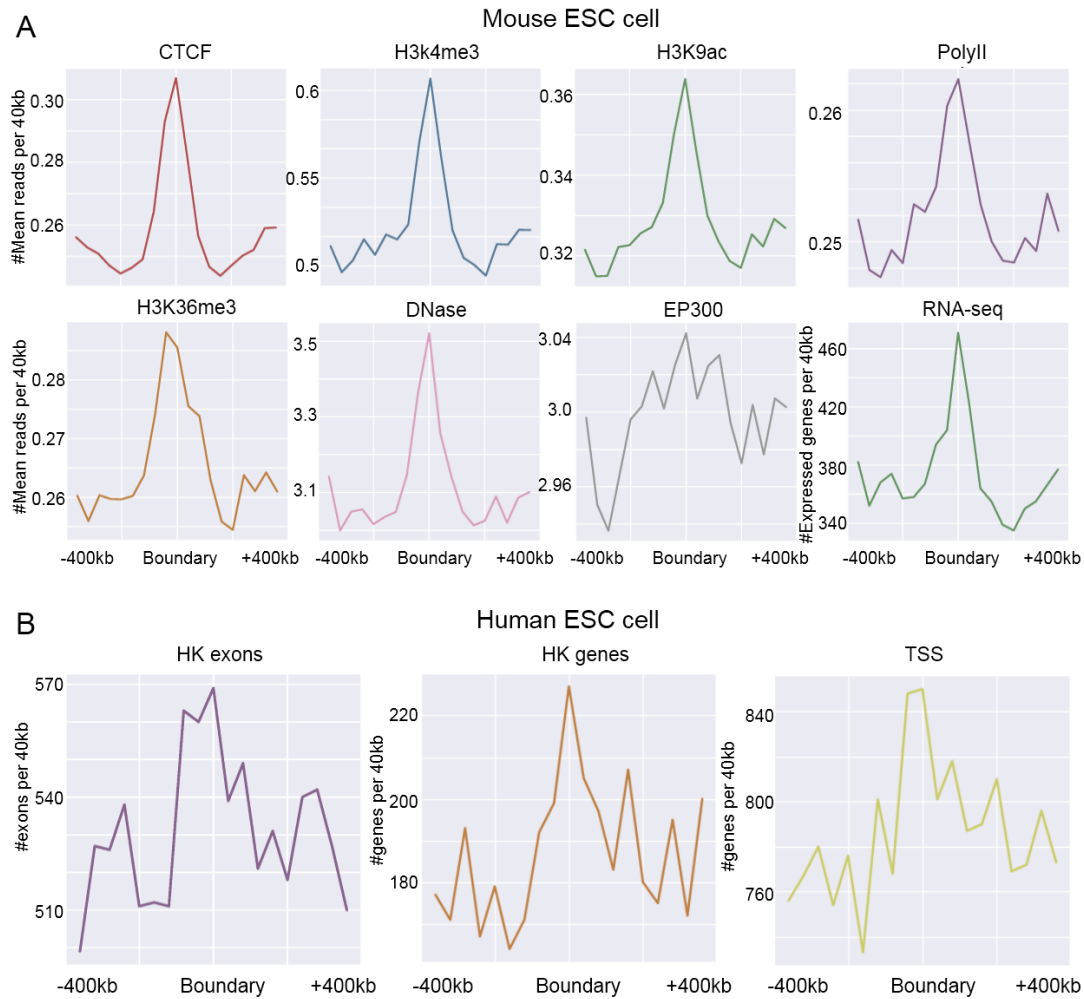 A
Mouse ESC cell
CTCF
H3k4me3
H3K9ac
PolyII
#Mean reads per 40kb
0.30
0.28
0.26
0.6
0.55
0.5
0.36
0.34
0.32
0.26
0.25
H3K36me3
DNase
EP300
RNA-seq
#Mean reads per 40kb
0.28
0.27
0.26
3.5
3.3
3.1
3.04
3.0
2.96
#Expressed genes per 40kb
460
420
380
340
-400kb Boundary +400kb
-400kb Boundary +400kb
-400kb Boundary +400kb
-400kb Boundary +400kb
B
Human ESC cell
HK exons
HK genes
TSS
#exons per 40kb
570
540
510
#genes per 40kb
220
200
180
#genes per 40kb
840
800
760
-400kb Boundary +400kb
-400kb Boundary +400kb
-400kb Boundary +400kb